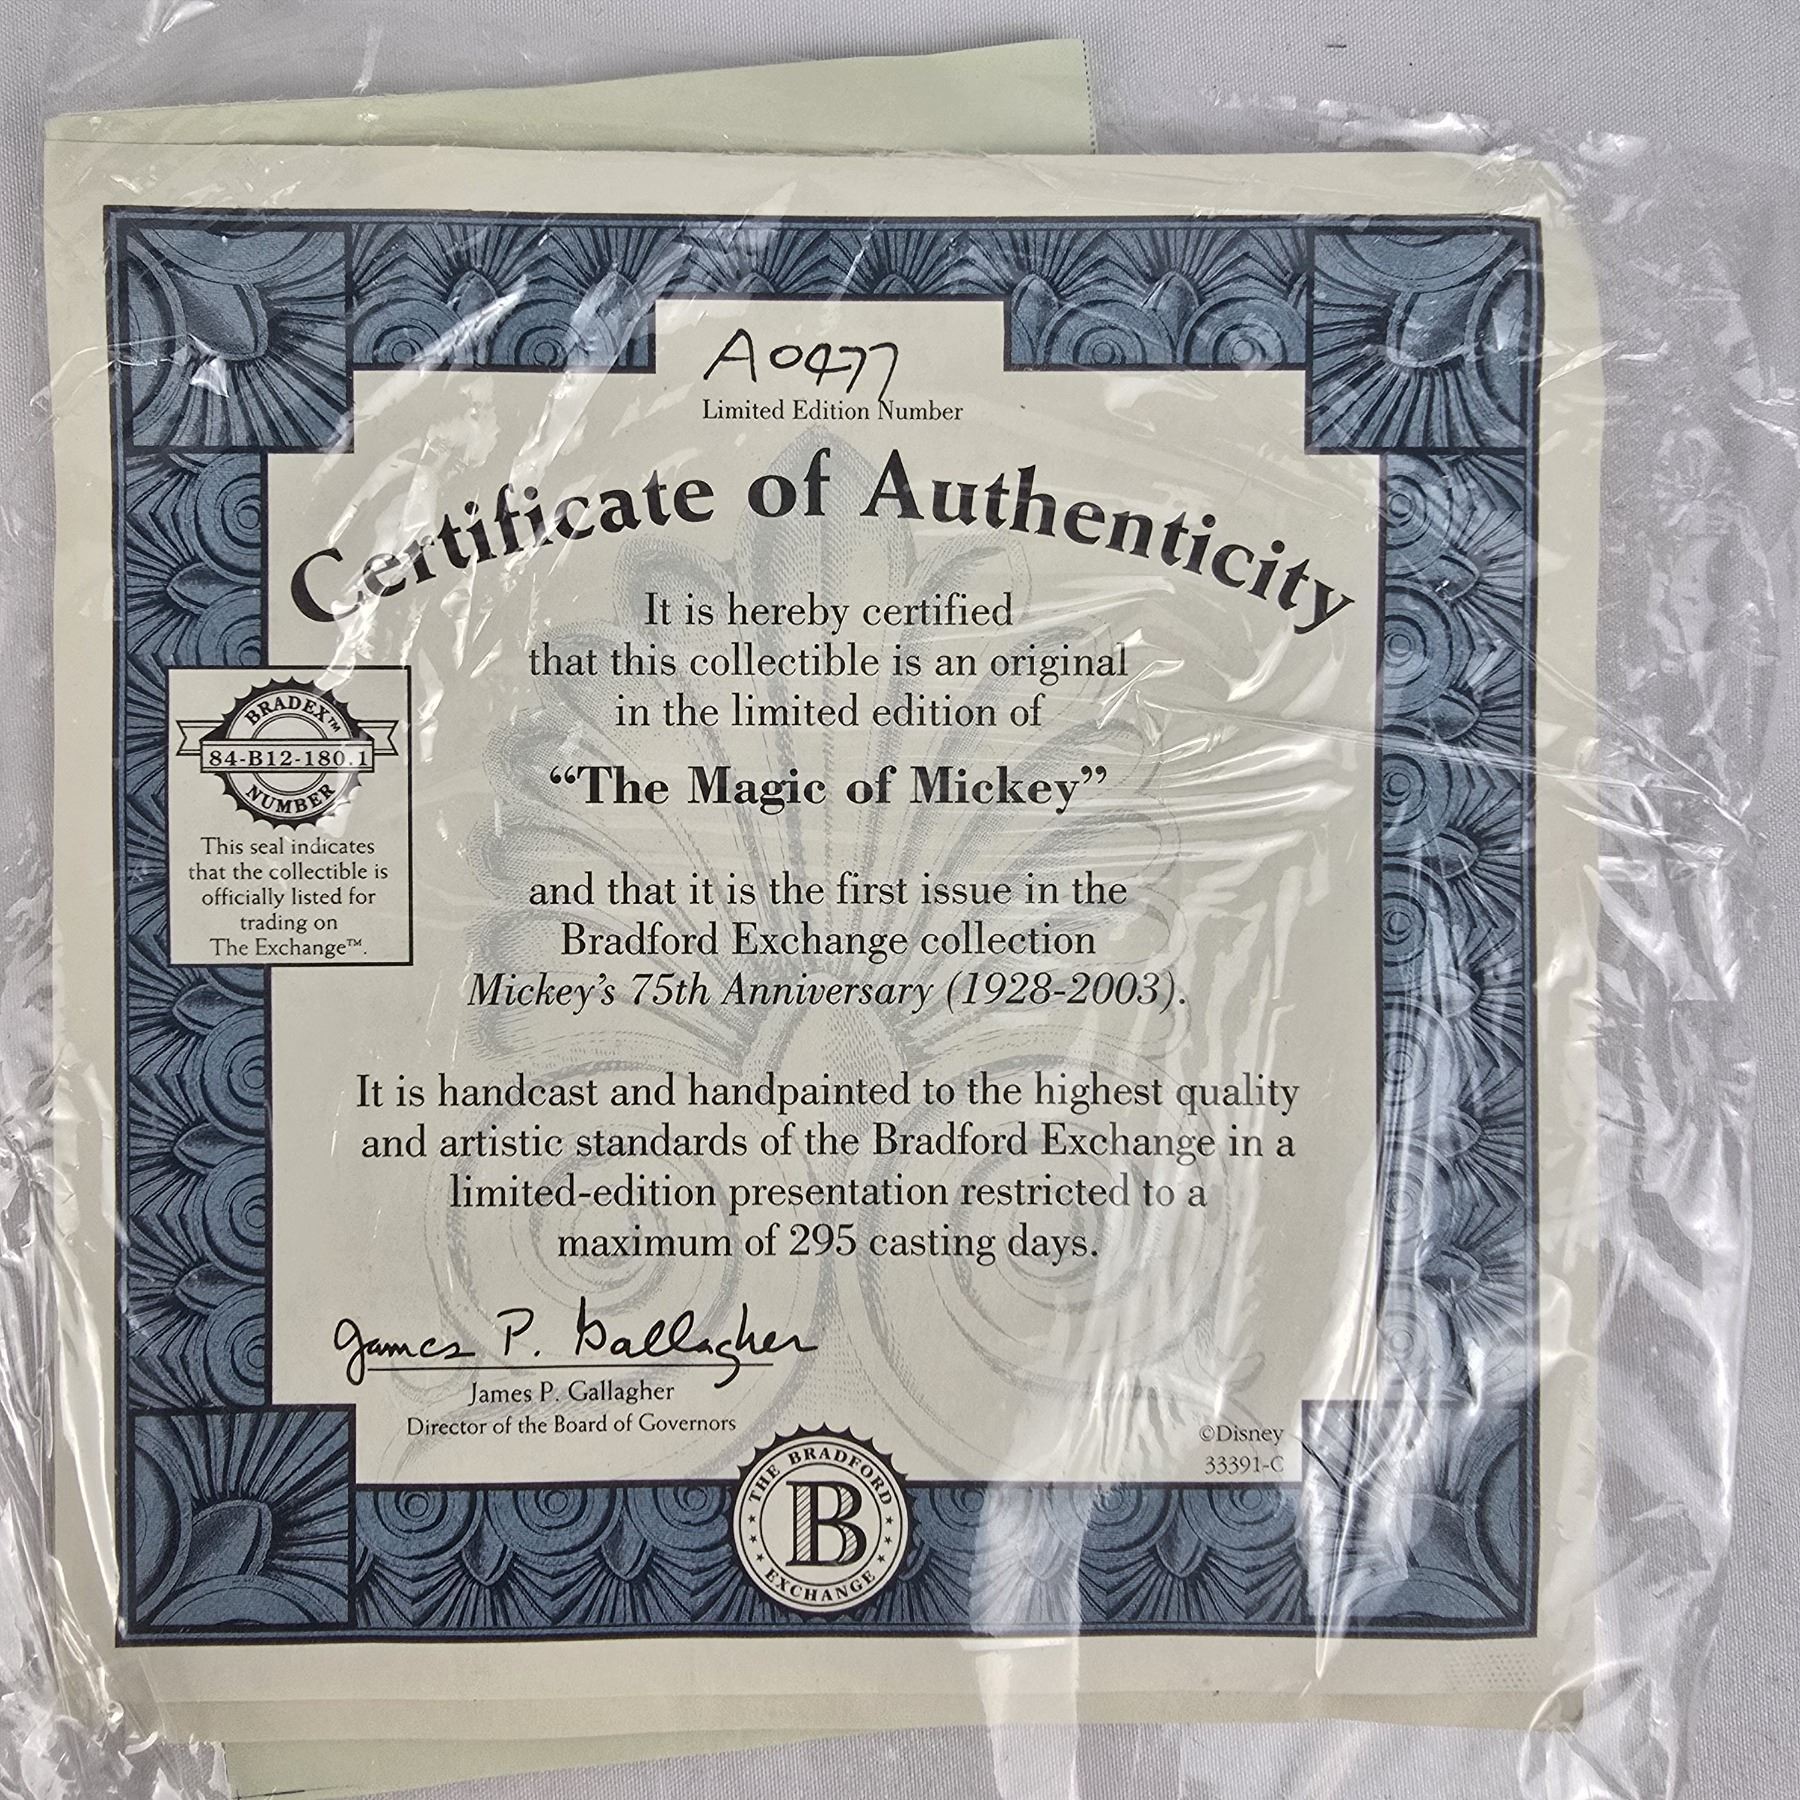 A0477
Limited Edition Number
Certificate of Authenticity
It is hereby certified
that this collectible is an original
in the limited edition of
“The Magic of Mickey”
and that it is the first issue in the
Bradford Exchange collection
Mickey’s 75th Anniversary (1928-2003).
It is handcast and handpainted to the highest quality
and artistic standards of the Bradford Exchange in a
limited-edition presentation restricted to a
maximum of 295 casting days.
BRADEX™
84-B12-180.1
NUMBER
This seal indicates
that the collectible is
officially listed for
trading on
The Exchange™.
James P. Gallagher
James P. Gallagher
Director of the Board of Governors
©Disney
33391-C
THE BRADFORD
B
EXCHANGE